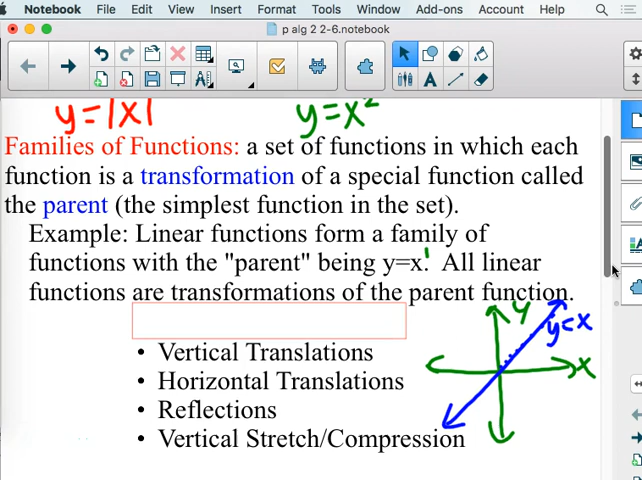 Notebook Edit View Insert Format Tools Window Add-ons Account Help
p alg 2 2-6.notebook
y=|x| y=x²
Families of Functions: a set of functions in which each
function is a transformation of a special function called
the parent (the simplest function in the set).
Example: Linear functions form a family of
functions with the "parent" being y=x¹. All linear
functions are transformations of the parent function.
y
y=x
x
• Vertical Translations
• Horizontal Translations
• Reflections
• Vertical Stretch/Compression